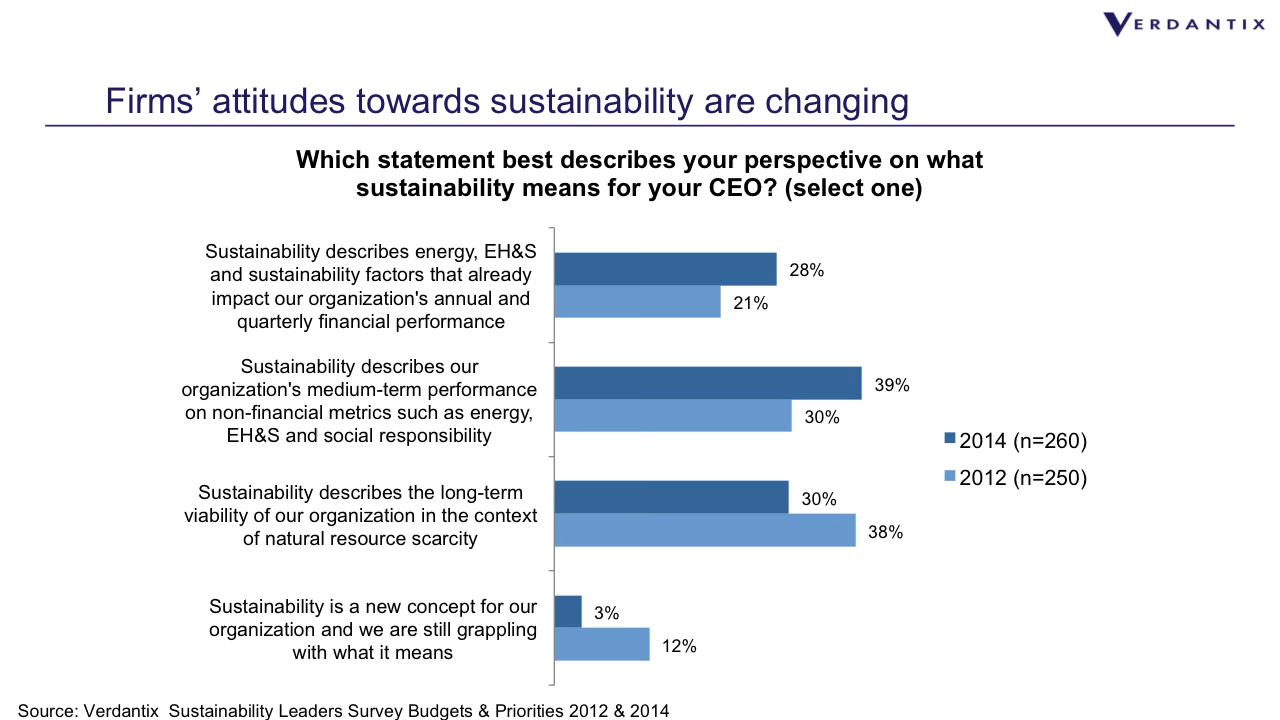 VERDANTIX
Firms’ attitudes towards sustainability are changing
Which statement best describes your perspective on what
sustainability means for your CEO? (select one)
Sustainability describes energy, EH&S
and sustainability factors that already
impact our organization's annual and
quarterly financial performance
28%
21%
Sustainability describes our
organization's medium-term performance
on non-financial metrics such as energy,
EH&S and social responsibility
39%
30%
Sustainability describes the long-term
viability of our organization in the context
of natural resource scarcity
30%
38%
Sustainability is a new concept for our
organization and we are still grappling
with what it means
3%
12%
2014 (n=260)
2012 (n=250)
Source: Verdantix  Sustainability Leaders Survey Budgets & Priorities 2012 & 2014